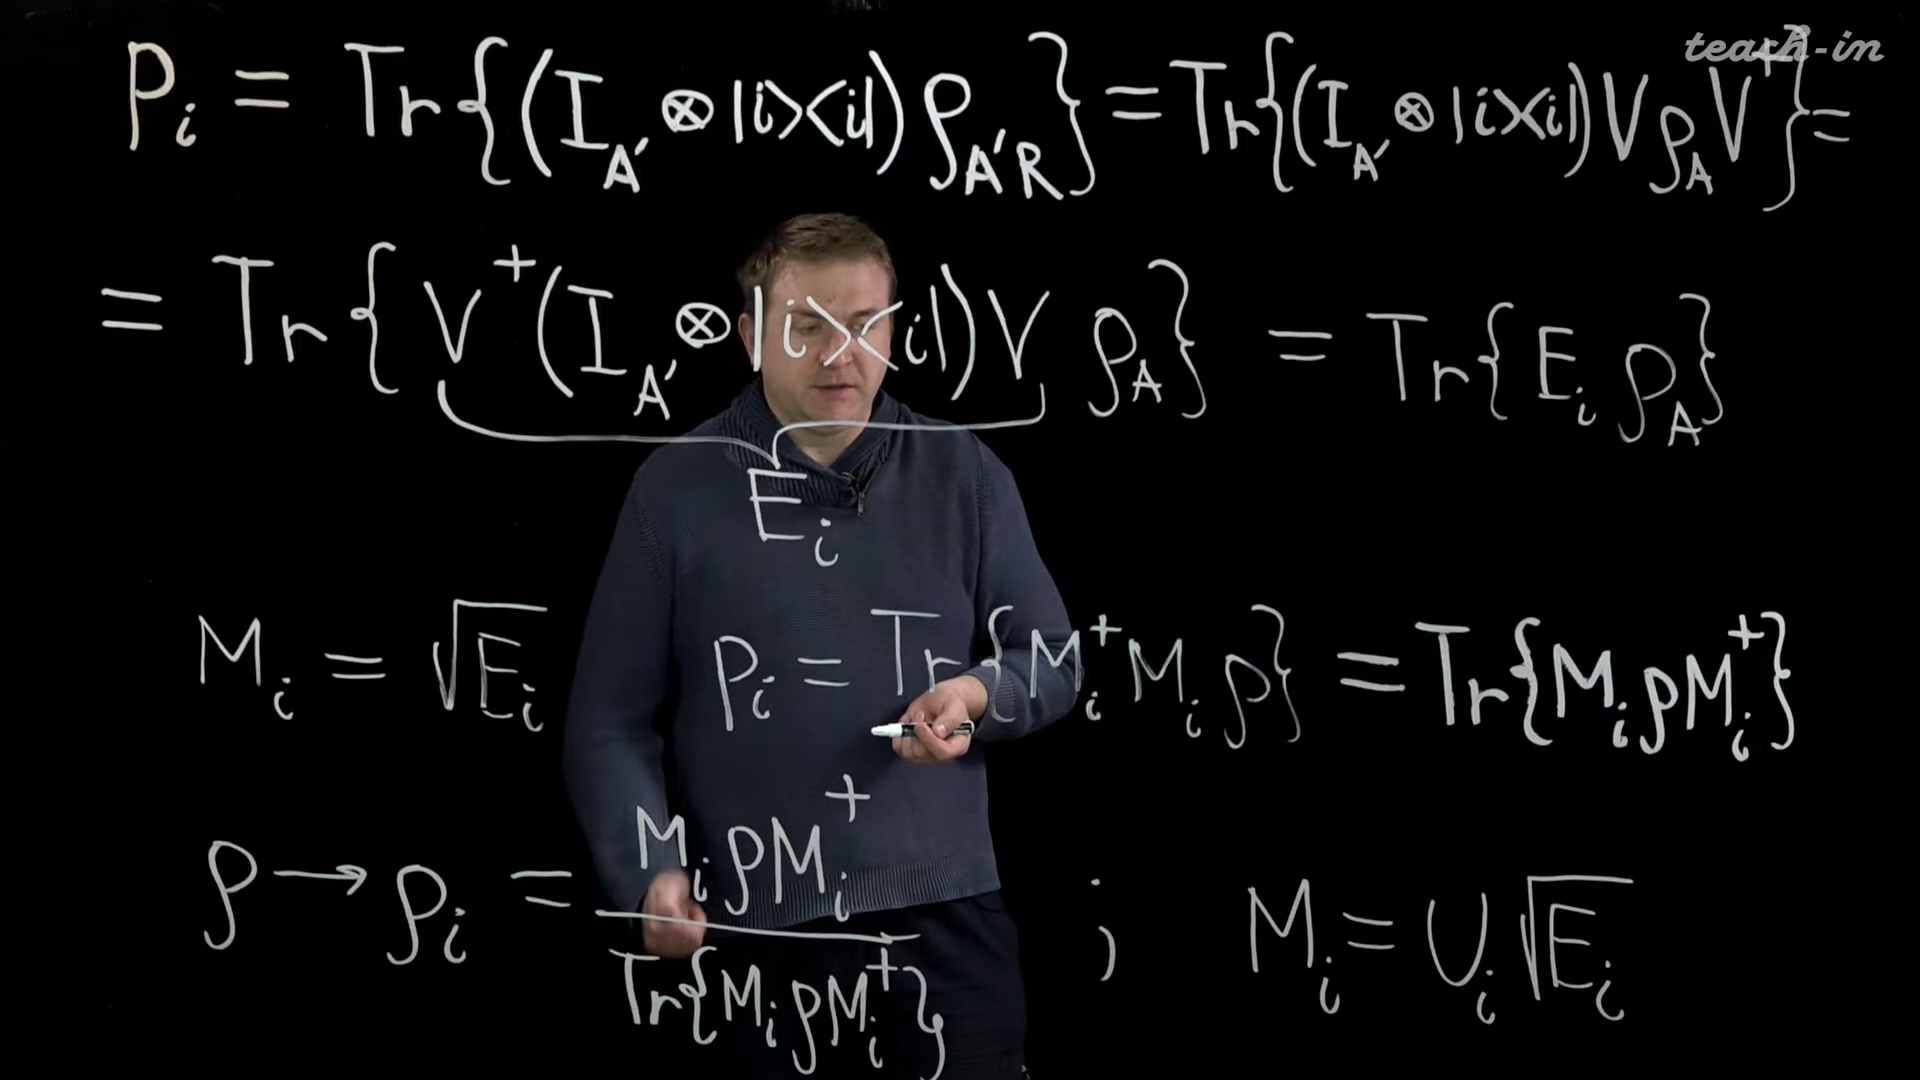 teach-in
P_i = Tr{(I_A' ⊗ |i><i|) ρ_A'R} = Tr{(I_A' ⊗ |i><i|) V ρ_A V^+} =
= Tr{V^+ (I_A' ⊗ |i><i|) V ρ_A} = Tr{E_i ρ_A}
E_i
M_i = √E_i p_i = Tr{M_i^+ M_i ρ} = Tr{M_i ρ M_i^+}
ρ → ρ_i = M_i ρ M_i^+ / Tr{M_i ρ M_i^+} ; M_i = U_i √E_i